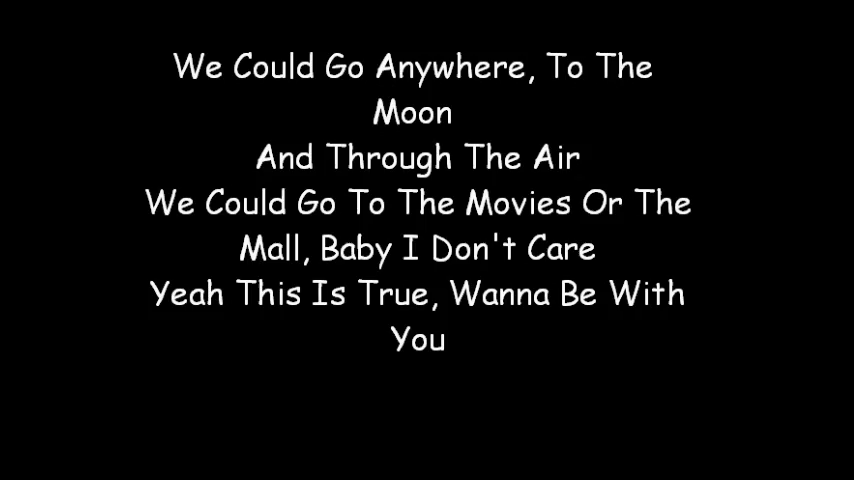 We Could Go Anywhere, To The
Moon
And Through The Air
We Could Go To The Movies Or The
Mall, Baby I Don't Care
Yeah This Is True, Wanna Be With
You